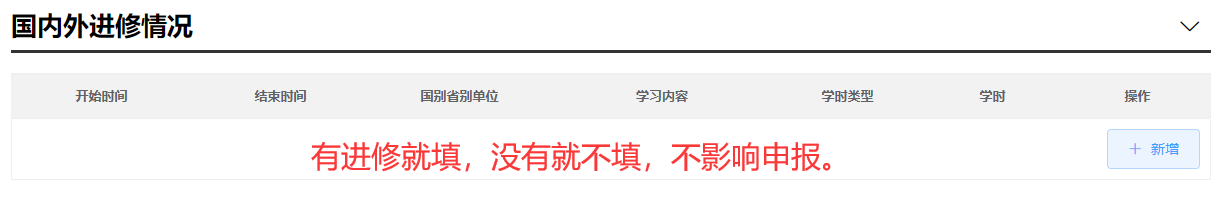 国内外进修情况
开始时间 结束时间 国别省别单位 学习内容 学时类型 学时 操作
有进修就填，没有就不填，不影响申报。
+ 新增